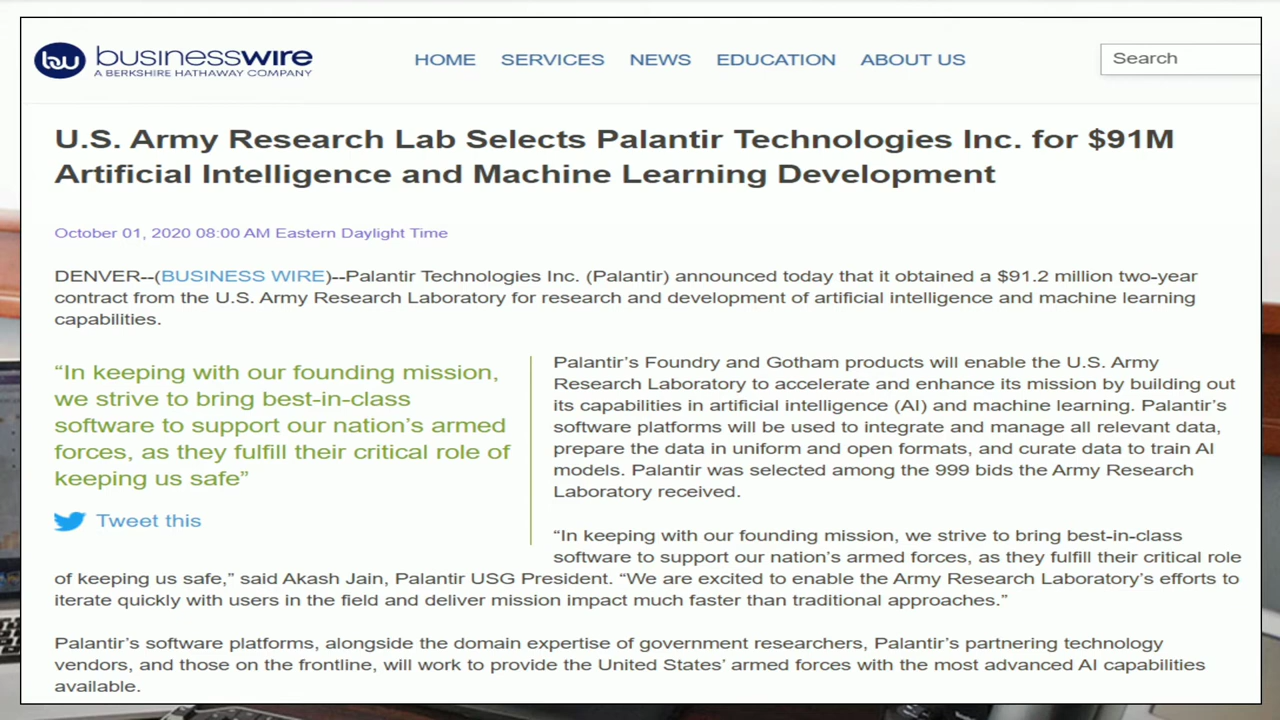 businesswire
A BERKSHIRE HATHAWAY COMPANY
HOME SERVICES NEWS EDUCATION ABOUT US
Search
U.S. Army Research Lab Selects Palantir Technologies Inc. for $91M
Artificial Intelligence and Machine Learning Development
October 01, 2020 08:00 AM Eastern Daylight Time
DENVER--(BUSINESS WIRE)--Palantir Technologies Inc. (Palantir) announced today that it obtained a $91.2 million two-year
contract from the U.S. Army Research Laboratory for research and development of artificial intelligence and machine learning
capabilities.
“In keeping with our founding mission,
we strive to bring best-in-class
software to support our nation’s armed
forces, as they fulfill their critical role of
keeping us safe”
Tweet this
Palantir’s Foundry and Gotham products will enable the U.S. Army
Research Laboratory to accelerate and enhance its mission by building out
its capabilities in artificial intelligence (AI) and machine learning. Palantir’s
software platforms will be used to integrate and manage all relevant data,
prepare the data in uniform and open formats, and curate data to train AI
models. Palantir was selected among the 999 bids the Army Research
Laboratory received.
“In keeping with our founding mission, we strive to bring best-in-class
software to support our nation’s armed forces, as they fulfill their critical role
of keeping us safe,” said Akash Jain, Palantir USG President. “We are excited to enable the Army Research Laboratory’s efforts to
iterate quickly with users in the field and deliver mission impact much faster than traditional approaches.”
Palantir’s software platforms, alongside the domain expertise of government researchers, Palantir’s partnering technology
vendors, and those on the frontline, will work to provide the United States’ armed forces with the most advanced AI capabilities
available.